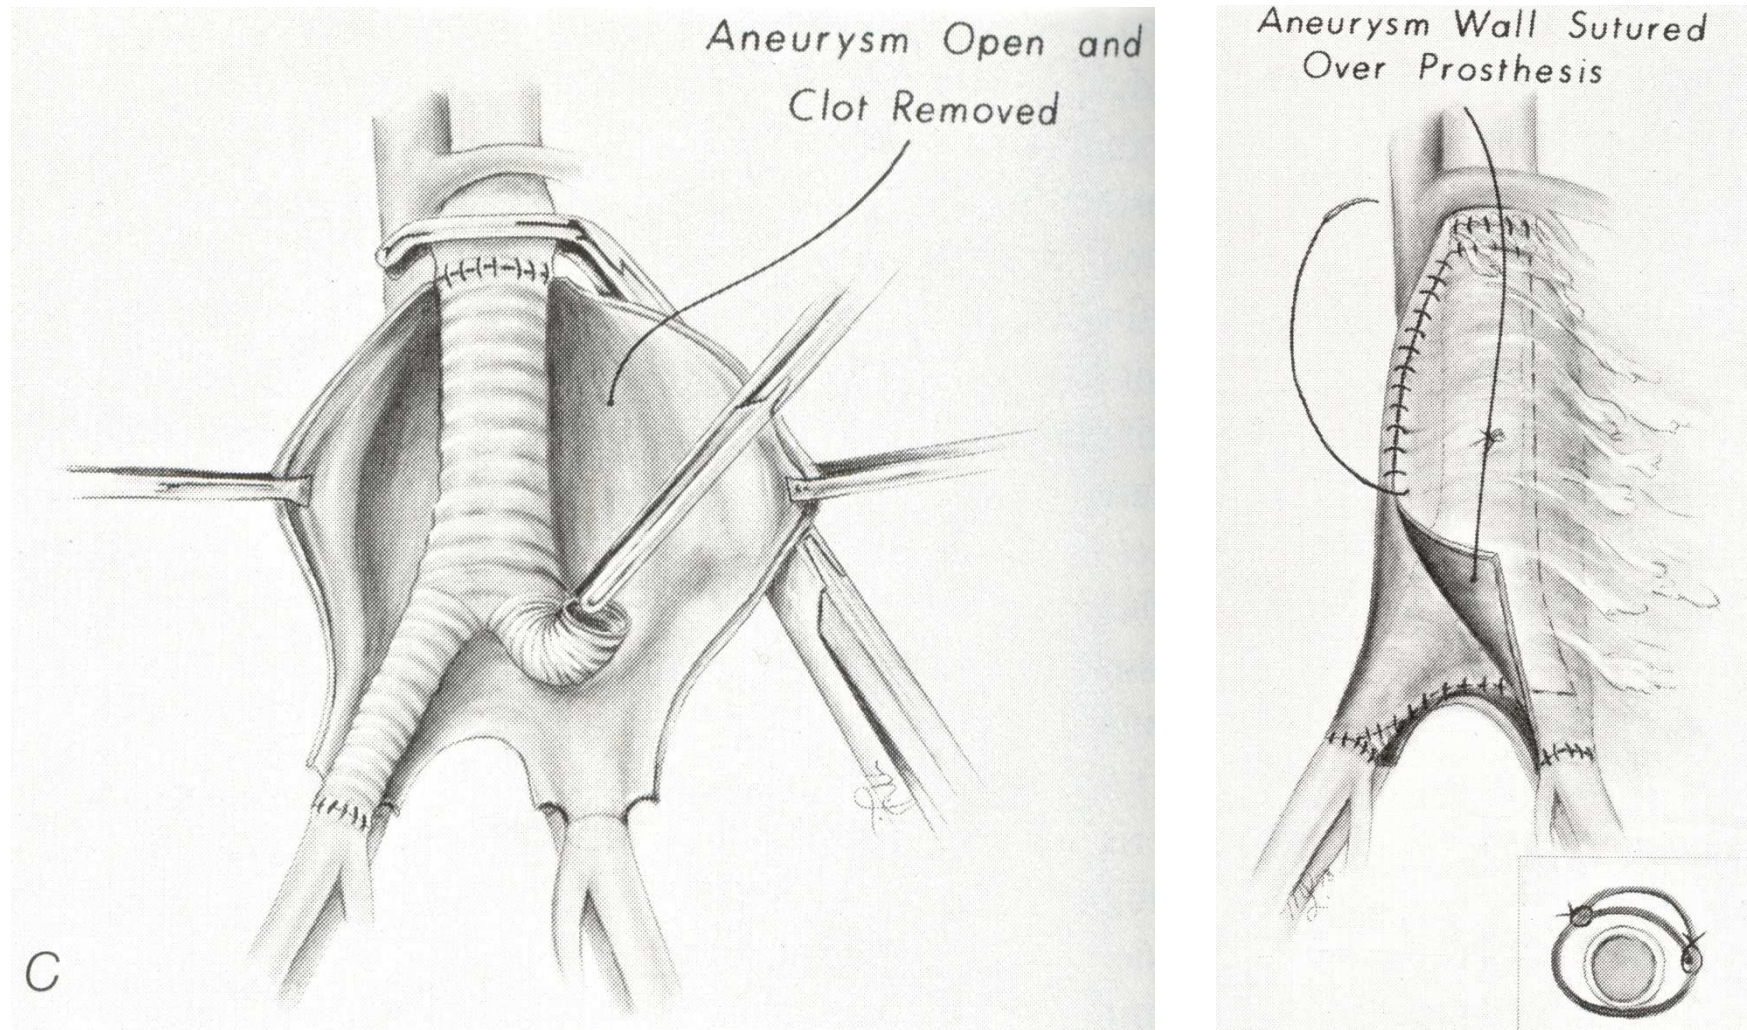 Aneurysm Open and
Clot Removed
C
Aneurysm Wall Sutured
Over Prosthesis